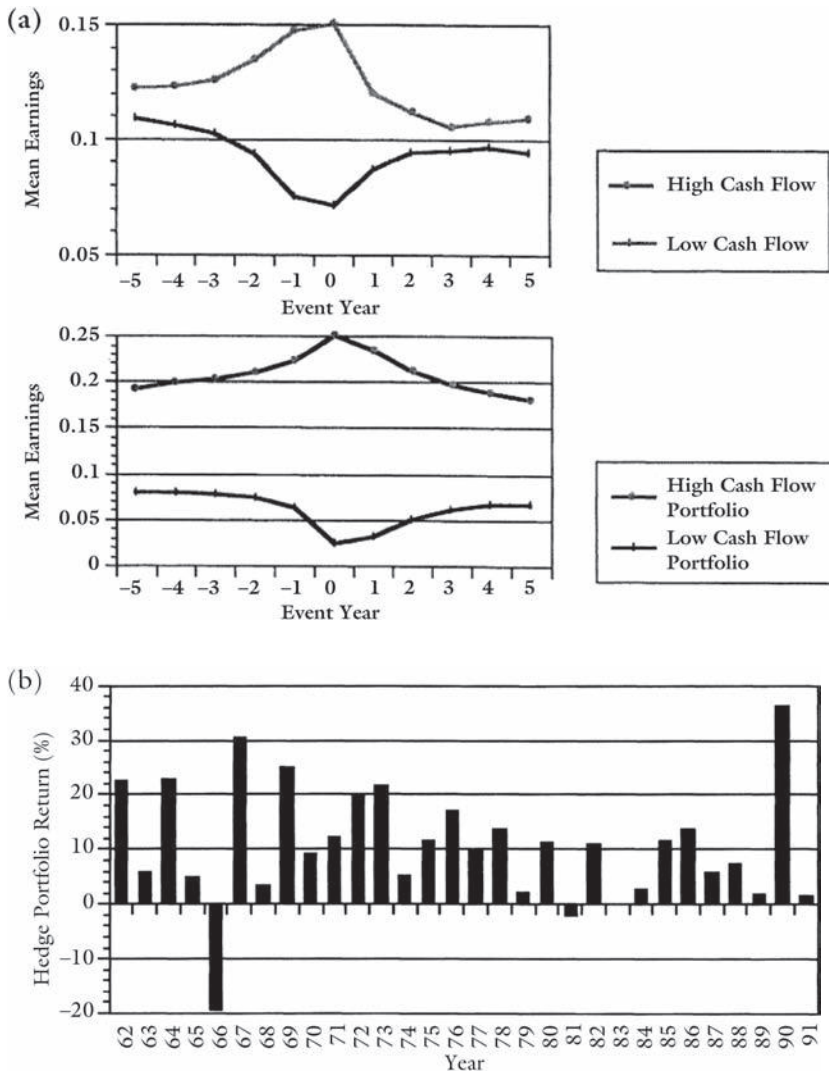 (a)
Mean Earnings
0.15
0.1
0.05
−5 −4 −3 −2 −1 0 1 2 3 4 5
Event Year
High Cash Flow
Low Cash Flow
Mean Earnings
0.25
0.2
0.15
0.1
0.05
0
−5 −4 −3 −2 −1 0 1 2 3 4 5
Event Year
High Cash Flow
Portfolio
Low Cash Flow
Portfolio
(b)
Hedge Portfolio Return (%)
40
30
20
10
0
−10
−20
62 63 64 65 66 67 68 69 70 71 72 73 74 75 76 77 78 79 80 81 82 83 84 85 86 87 88 89 90 91
Year